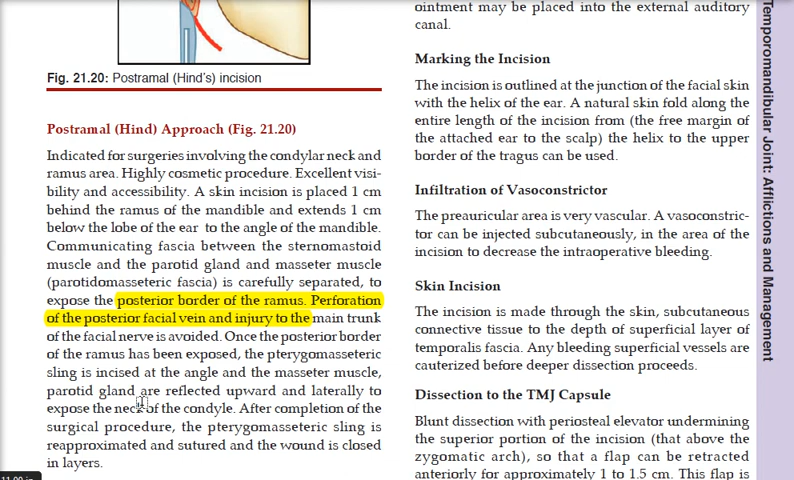 Fig. 21.20: Postramal (Hind's) incision
Postramal (Hind) Approach (Fig. 21.20)
Indicated for surgeries involving the condylar neck and
ramus area. Highly cosmetic procedure. Excellent visi-
bility and accessibility. A skin incision is placed 1 cm
behind the ramus of the mandible and extends 1 cm
below the lobe of the ear to the angle of the mandible.
Communicating fascia between the sternomastoid
muscle and the parotid gland and masseter muscle
(parotidomasseteric fascia) is carefully separated, to
expose the posterior border of the ramus. Perforation
of the posterior facial vein and injury to the main trunk
of the facial nerve is avoided. Once the posterior border
of the ramus has been exposed, the pterygomasseteric
sling is incised at the angle and the masseter muscle,
parotid gland are reflected upward and laterally to
expose the neck of the condyle. After completion of the
surgical procedure, the pterygomasseteric sling is
reapproximated and sutured and the wound is closed
in layers.
ointment may be placed into the external auditory
canal.
Marking the Incision
The incision is outlined at the junction of the facial skin
with the helix of the ear. A natural skin fold along the
entire length of the incision from (the free margin of
the attached ear to the scalp) the helix to the upper
border of the tragus can be used.
Infiltration of Vasoconstrictor
The preauricular area is very vascular. A vasoconstric-
tor can be injected subcutaneously, in the area of the
incision to decrease the intraoperative bleeding.
Skin Incision
The incision is made through the skin, subcutaneous
connective tissue to the depth of superficial layer of
temporalis fascia. Any bleeding superficial vessels are
cauterized before deeper dissection proceeds.
Dissection to the TMJ Capsule
Blunt dissection with periosteal elevator undermining
the superior portion of the incision (that above the
zygomatic arch), so that a flap can be retracted
anteriorly for approximately 1 to 1.5 cm. This flap is
Temporomandibular Joint: Afflictions and Management